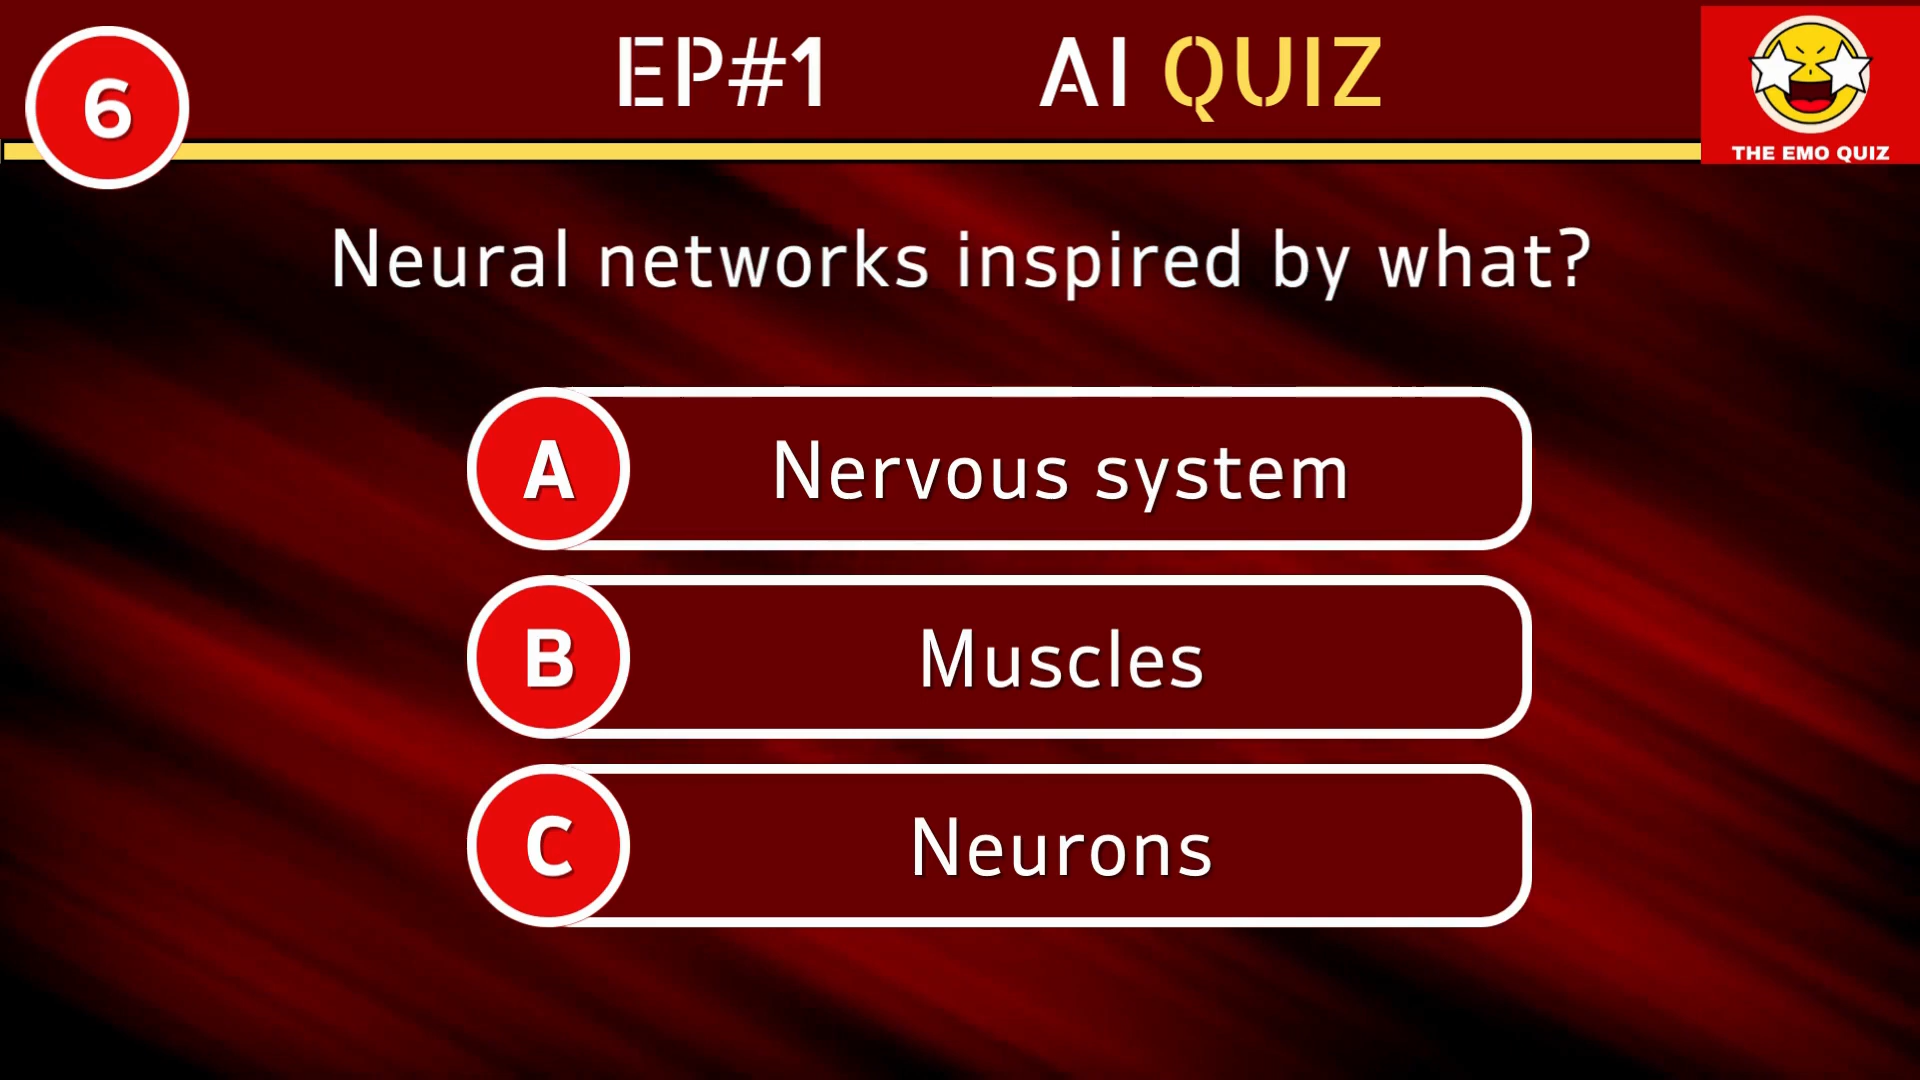 6
EP#1 AI QUIZ
THE EMO QUIZ
Neural networks inspired by what?
A Nervous system
B Muscles
C Neurons